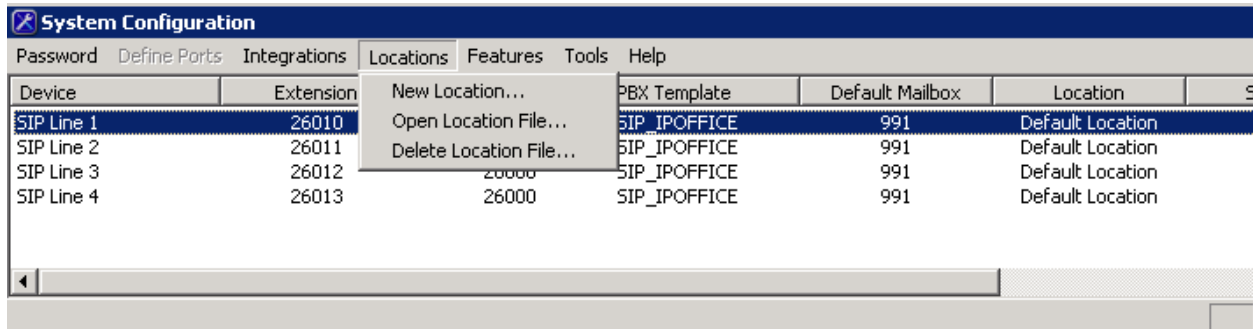 System Configuration
Password Define Ports Integrations Locations Features Tools Help
Device Extension PBX Template Default Mailbox Location S
New Location...
Open Location File...
Delete Location File...
SIP Line 1 26010 SIP_IPOFFICE 991 Default Location
SIP Line 2 26011 SIP_IPOFFICE 991 Default Location
SIP Line 3 26012 26000 SIP_IPOFFICE 991 Default Location
SIP Line 4 26013 26000 SIP_IPOFFICE 991 Default Location